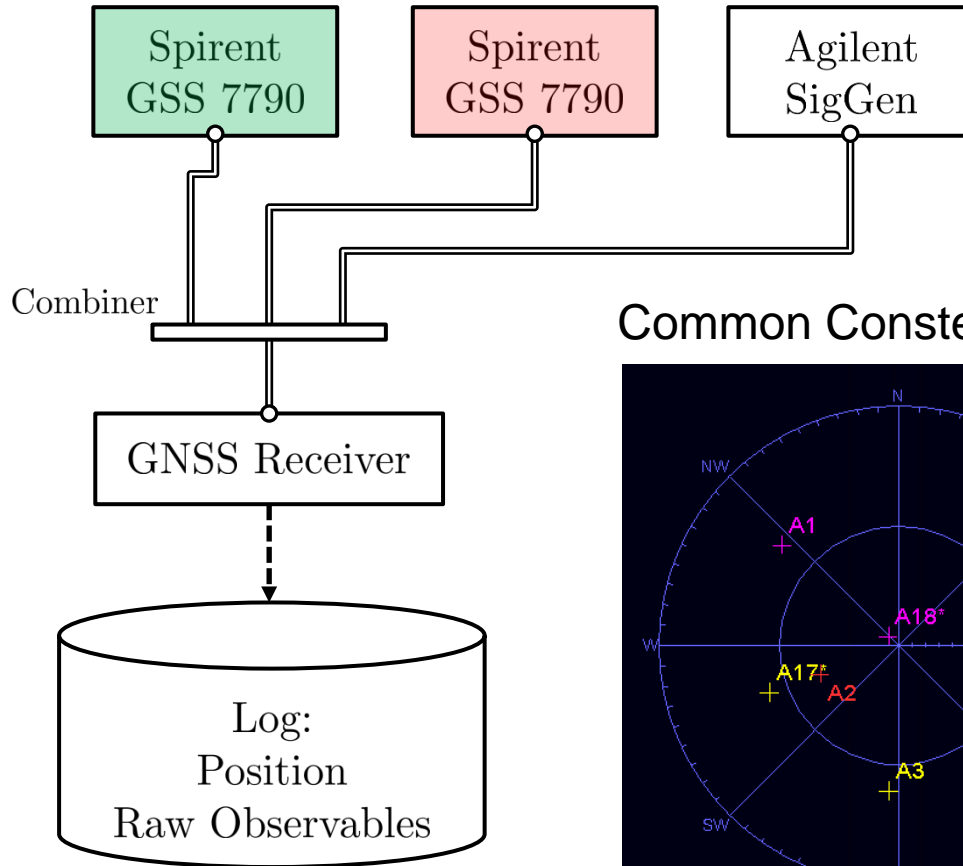 Spirent
GSS 7790
Spirent
GSS 7790
Agilent
SigGen
Combiner
GNSS Receiver
Log:
Position
Raw Observables
Common Conste
N
NW
A1
A18*
W
A17*
A2
A3
SW